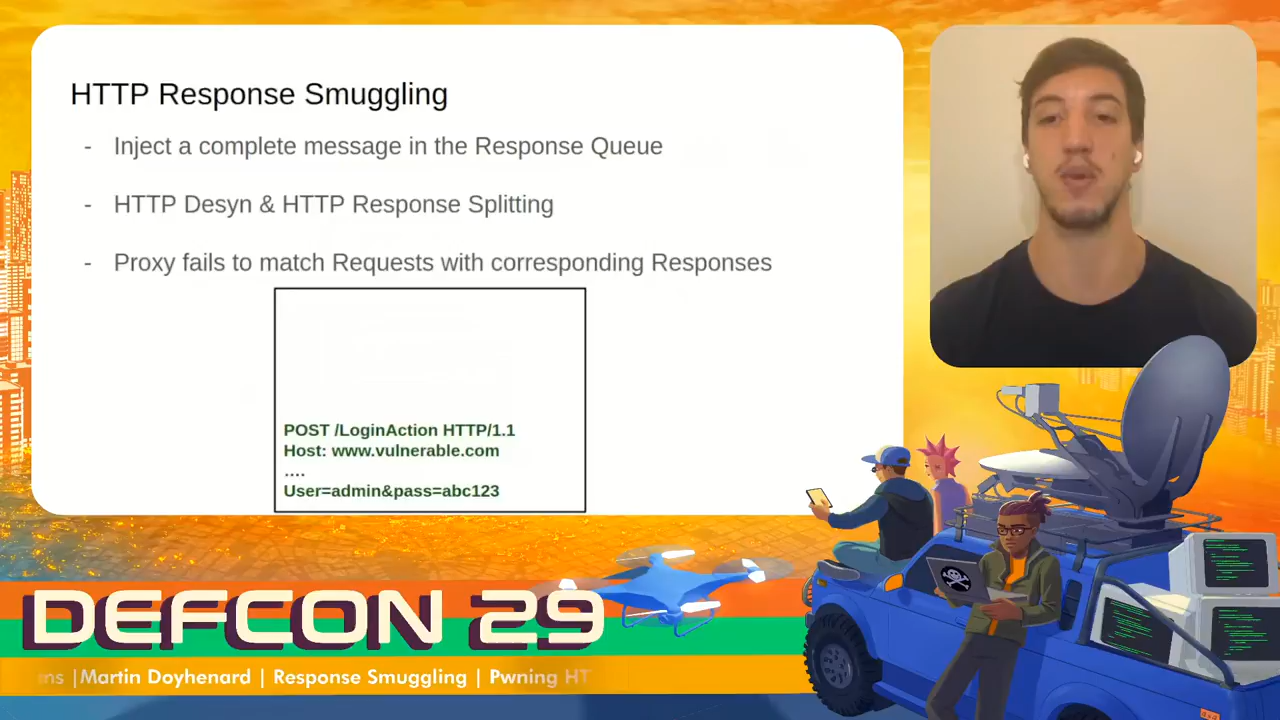 HTTP Response Smuggling
- Inject a complete message in the Response Queue
- HTTP Desyn & HTTP Response Splitting
- Proxy fails to match Requests with corresponding Responses
POST /LoginAction HTTP/1.1
Host: www.vulnerable.com
....
User=admin&pass=abc123
DEFCON 29
ms |Martin Doyhenard | Response Smuggling | Pwning HT